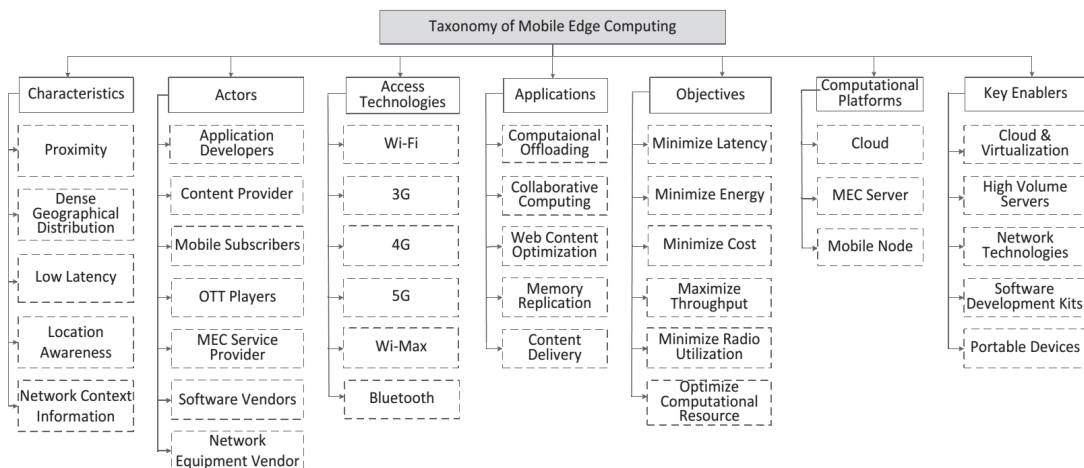 Taxonomy of Mobile Edge Computing
Characteristics
Proximity
Dense
Geographical
Distribution
Low Latency
Location
Awareness
Network Context
Information
Actors
Application
Developers
Content Provider
Mobile Subscribers
OTT Players
MEC Service
Provider
Software Vendors
Network
Equipment Vendor
Access
Technologies
Wi-Fi
3G
4G
5G
Wi-Max
Bluetooth
Applications
Computaional
Offloading
Collaborative
Computing
Web Content
Optimization
Memory
Replication
Content
Delivery
Objectives
Minimize Latency
Minimize Energy
Minimize Cost
Maximize
Throughput
Minimize Radio
Utilization
Optimize
Computational
Resource
Computational
Platforms
Cloud
MEC Server
Mobile Node
Key Enablers
Cloud &
Virtualization
High Volume
Servers
Network
Technologies
Software
Development Kits
Portable Devices